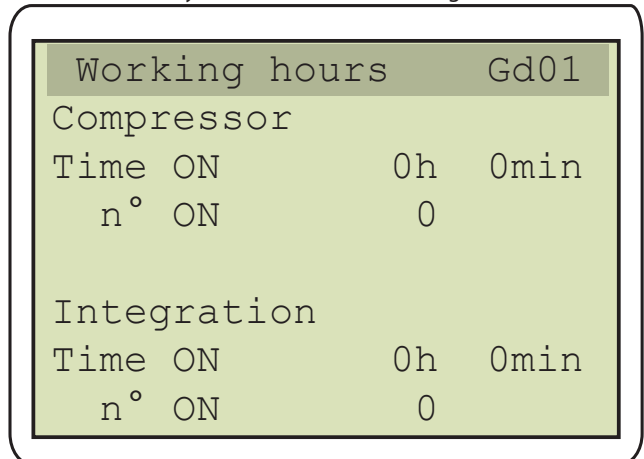 Working hours Gd01
Compressor
Time ON 0h 0min
n° ON 0
Integration
Time ON 0h 0min
n° ON 0